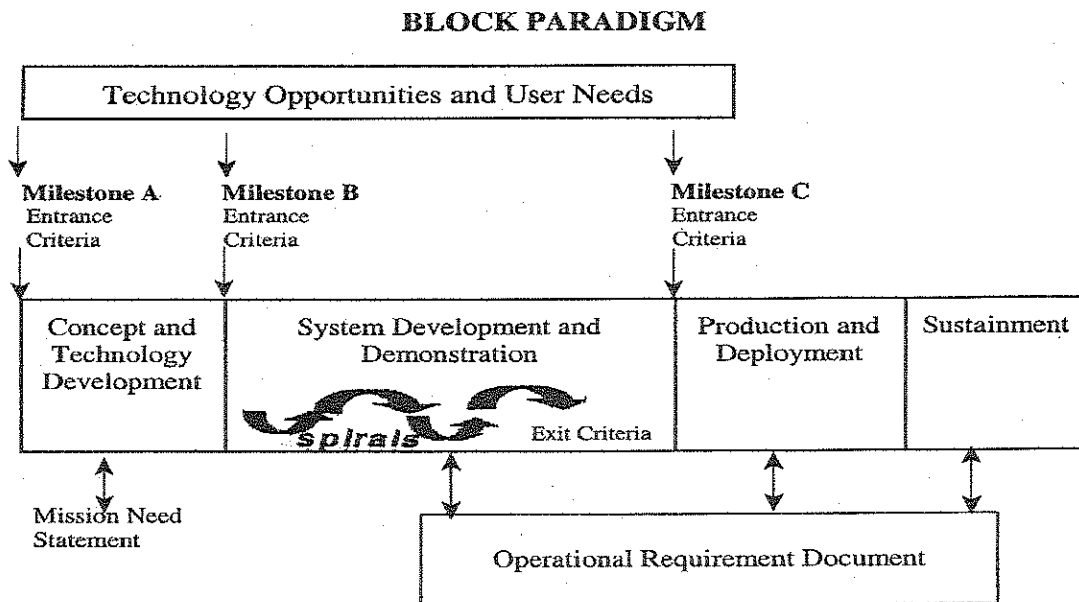 BLOCK PARADIGM
Technology Opportunities and User Needs
Milestone A
Entrance
Criteria
Milestone B
Entrance
Criteria
Milestone C
Entrance
Criteria
Concept and
Technology
Development
System Development and
Demonstration
spirals
Exit Criteria
Production and
Deployment
Sustainment
Mission Need
Statement
Operational Requirement Document